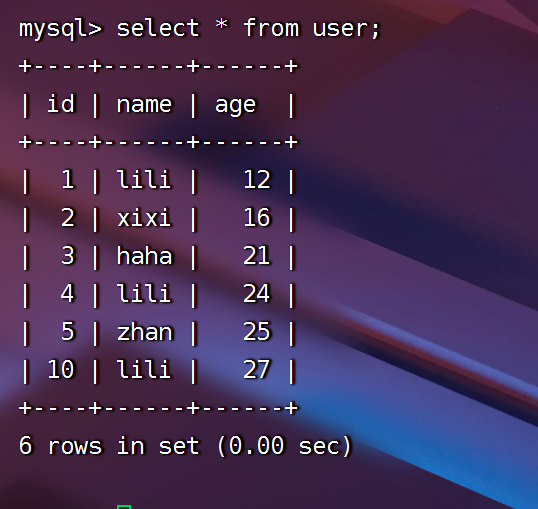 mysql> select * from user;
+----+------+------+
| id | name | age  |
+----+------+------+
|  1 | lili |   12 |
|  2 | xixi |   16 |
|  3 | haha |   21 |
|  4 | lili |   24 |
|  5 | zhan |   25 |
| 10 | lili |   27 |
+----+------+------+
6 rows in set (0.00 sec)